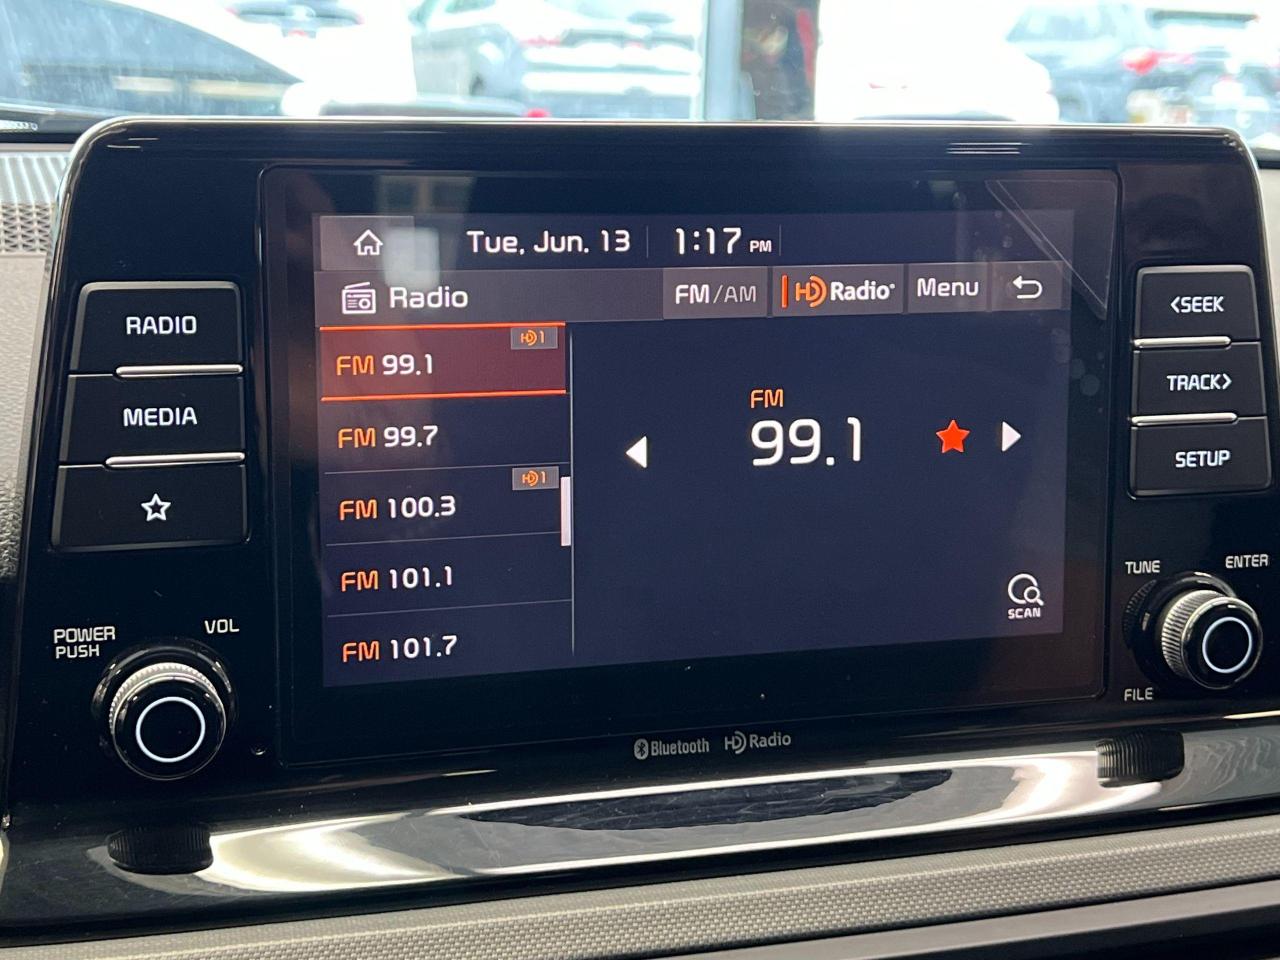 Tue, Jun. 13 1:17 PM
Radio FM/AM HD Radio Menu
HD1
FM 99.1
FM 99.7
HD1
FM 100.3
FM 101.1
FM 101.7
FM
99.1
SCAN
RADIO
MEDIA
POWER
PUSH
VOL
<SEEK
TRACK>
SETUP
TUNE
ENTER
FILE
Bluetooth HD Radio